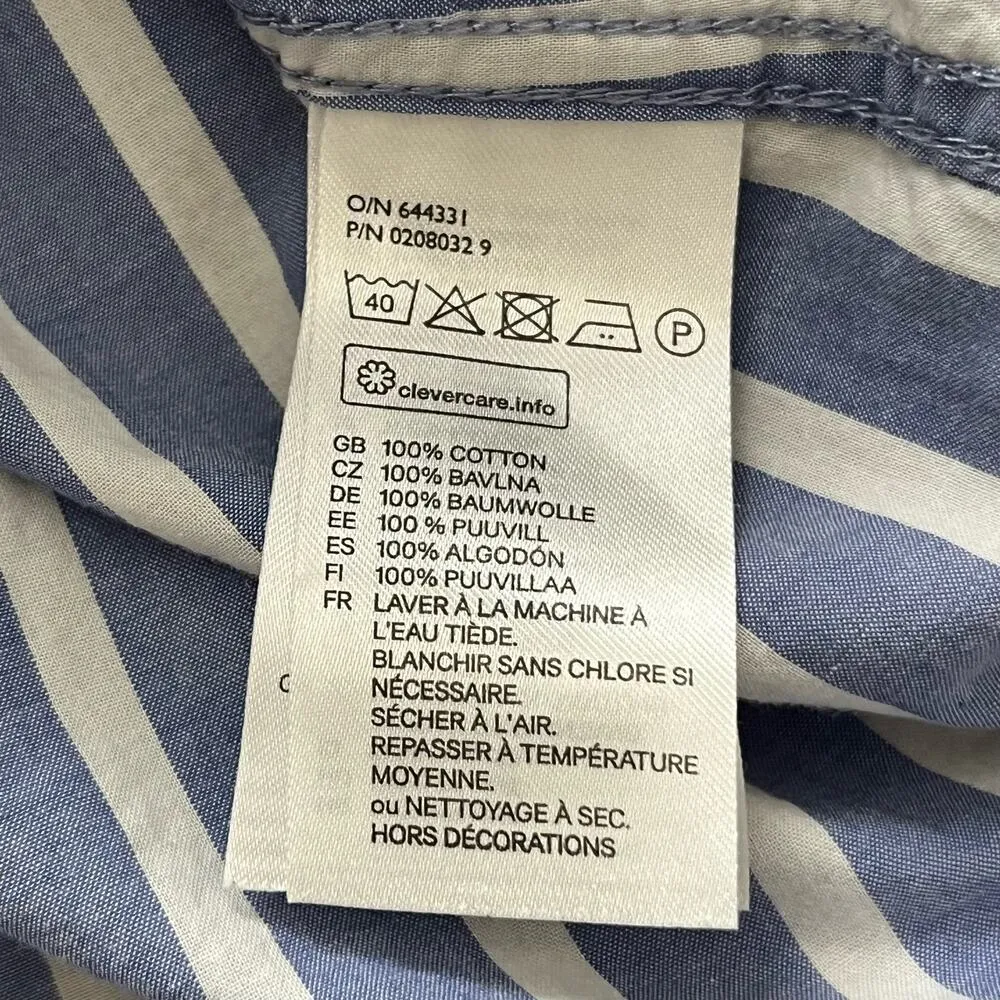 O/N 644331
P/N 0208032 9
40
P
clevercare.info
GB 100% COTTON
CZ 100% BAVLNA
DE 100% BAUMWOLLE
EE 100 % PUUVILL
ES 100% ALGODÓN
FI 100% PUUVILLAA
FR LAVER À LA MACHINE À
L'EAU TIÈDE.
BLANCHIR SANS CHLORE SI
NÉCESSAIRE.
SÉCHER À L'AIR.
REPASSER À TEMPÉRATURE
MOYENNE.
ou NETTOYAGE À SEC.
HORS DÉCORATIONS